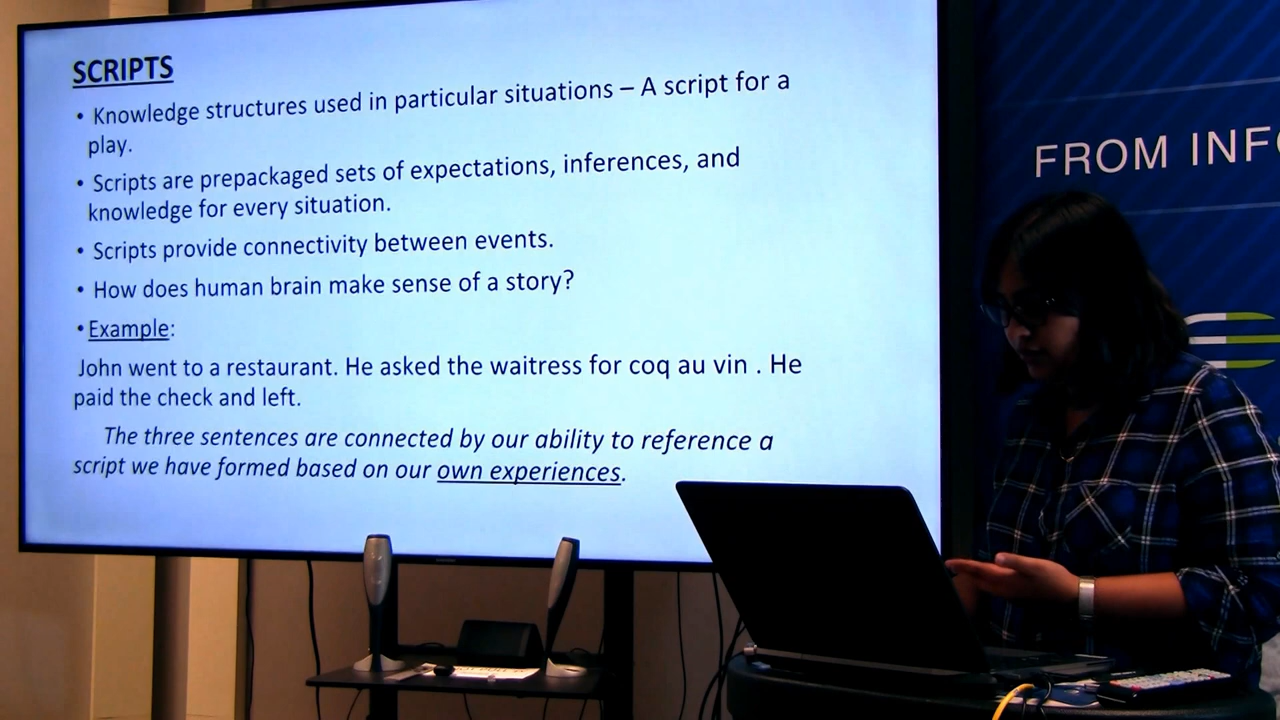 SCRIPTS
• Knowledge structures used in particular situations – A script for a
play.
• Scripts are prepackaged sets of expectations, inferences, and
knowledge for every situation.
• Scripts provide connectivity between events.
• How does human brain make sense of a story?
• Example:
John went to a restaurant. He asked the waitress for coq au vin . He
paid the check and left.
The three sentences are connected by our ability to reference a
script we have formed based on our own experiences.
FROM